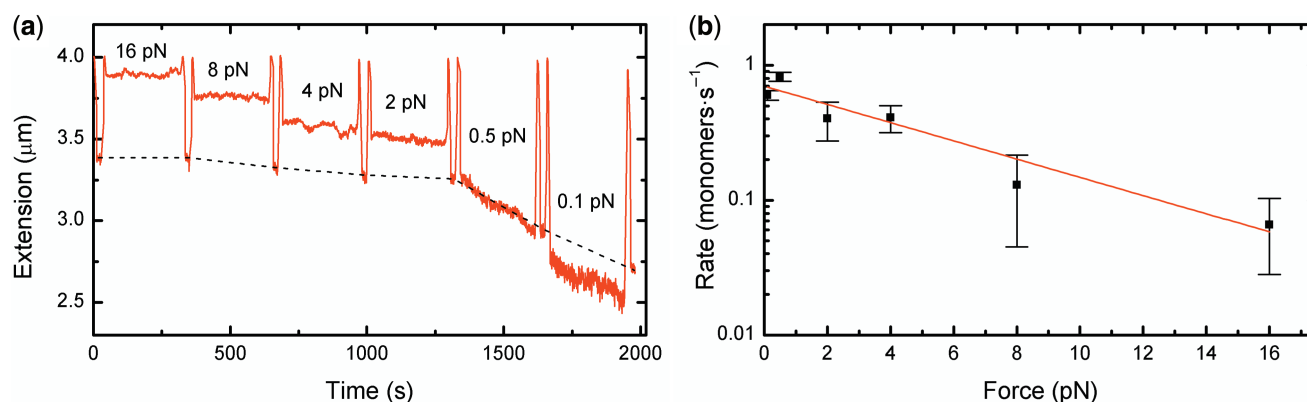 (a)
4.0
3.5
3.0
2.5
Extension (μm)
16 pN
8 pN
4 pN
2 pN
0.5 pN
0.1 pN
0
500
1000
1500
2000
Time (s)
(b)
1
0.1
0.01
Rate (monomers·s⁻¹)
0
2
4
6
8
10
12
14
16
Force (pN)